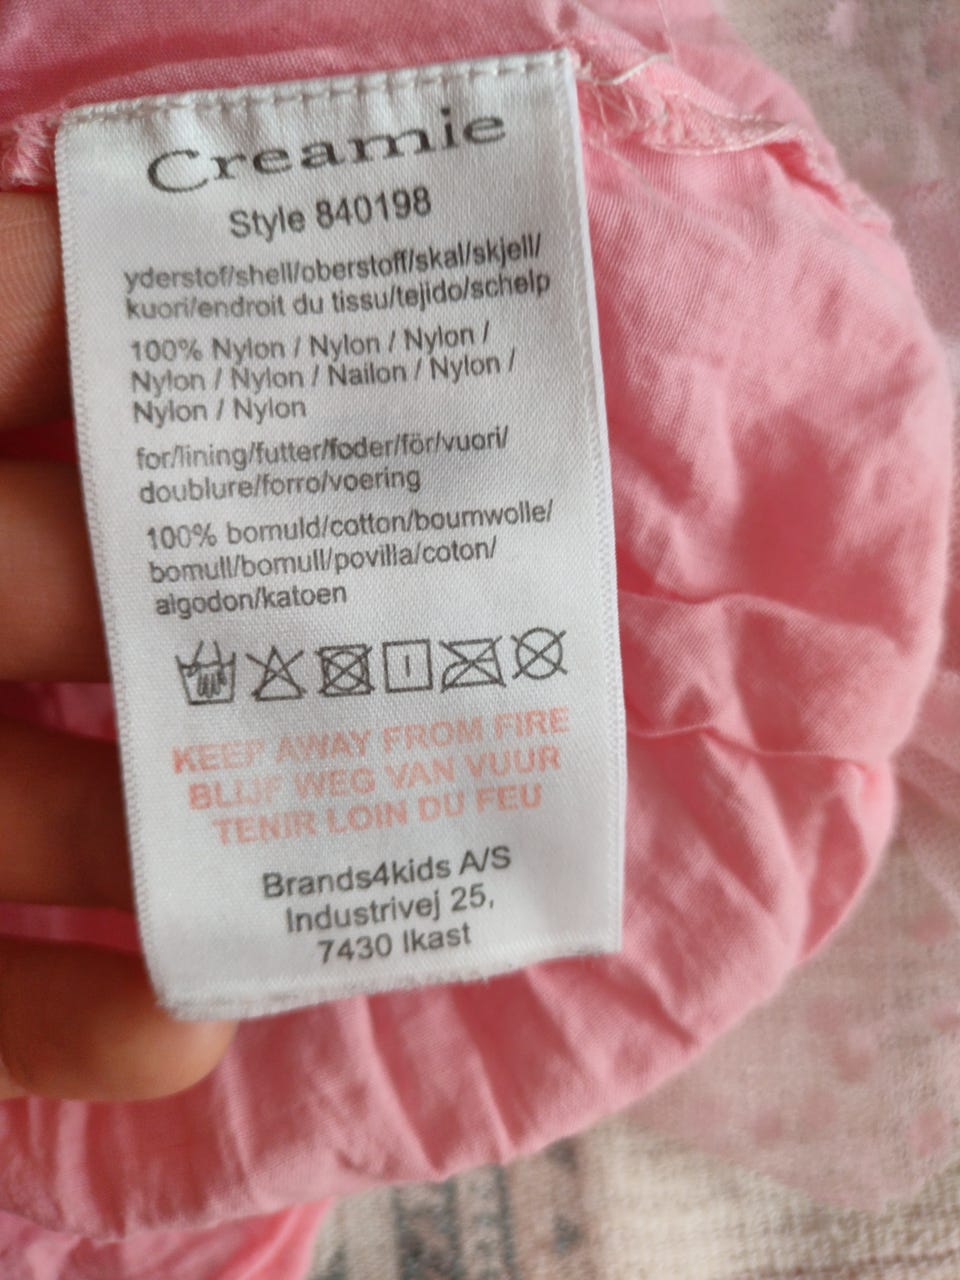 Creamie
Style 840198
yderstof/shell/oberstoff/skal/skjell/
kuori/endroit du tissu/tejido/schelp
100% Nylon / Nylon / Nylon /
Nylon / Nylon / Nailon / Nylon /
Nylon / Nylon
for/lining/futter/foder/fôr/vuori/
doublure/forro/voering
100% bomuld/cotton/boumwolle/
bomull/bomull/povilla/coton/
algodon/katoen
KEEP AWAY FROM FIRE
BLIJF WEG VAN VUUR
TENIR LOIN DU FEU
Brands4kids A/S
Industrivej 25,
7430 Ikast